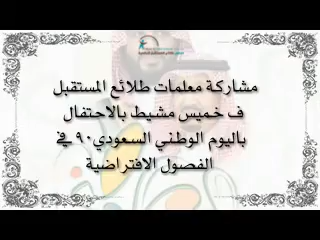 مشاركة معلمات طلائع المستقبل
ف خميس مشيط بالاحتفال
باليوم الوطني السعودي٩٠ في
الفصول الافتراضية